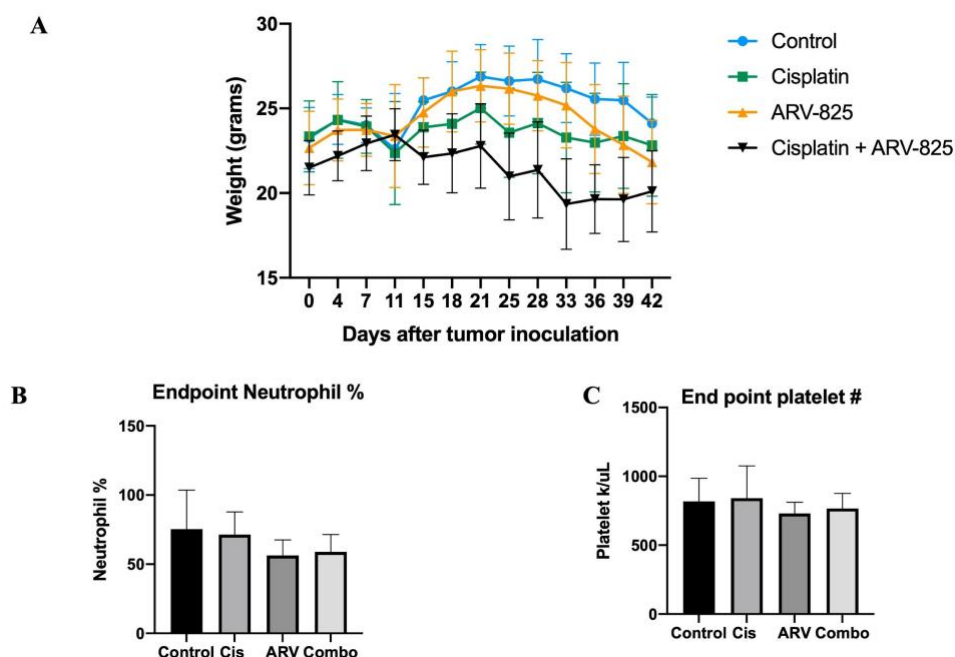 A
30
25
20
15
Weight (grams)
0 4 7 11 15 18 21 25 28 33 36 39 42
Days after tumor inoculation
Control
Cisplatin
ARV-825
Cisplatin + ARV-825
B
Endpoint Neutrophil %
150
100
50
0
Neutrophil %
Control Cis ARV Combo
C
End point platelet #
1500
1000
500
0
Platelet k/uL
Control Cis ARV Combo